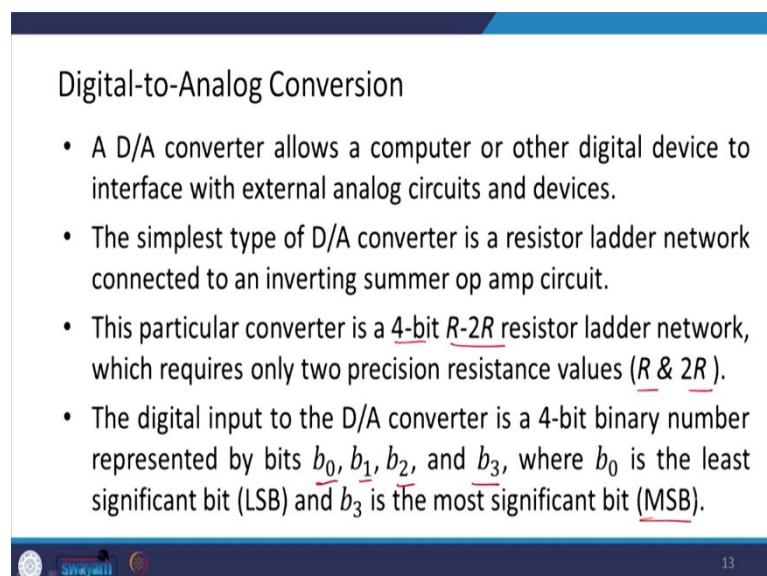 Digital-to-Analog Conversion
• A D/A converter allows a computer or other digital device to
interface with external analog circuits and devices.
• The simplest type of D/A converter is a resistor ladder network
connected to an inverting summer op amp circuit.
• This particular converter is a 4-bit R-2R resistor ladder network,
which requires only two precision resistance values (R & 2R ).
• The digital input to the D/A converter is a 4-bit binary number
represented by bits b₀, b₁, b₂, and b₃, where b₀ is the least
significant bit (LSB) and b₃ is the most significant bit (MSB).
swayam
13